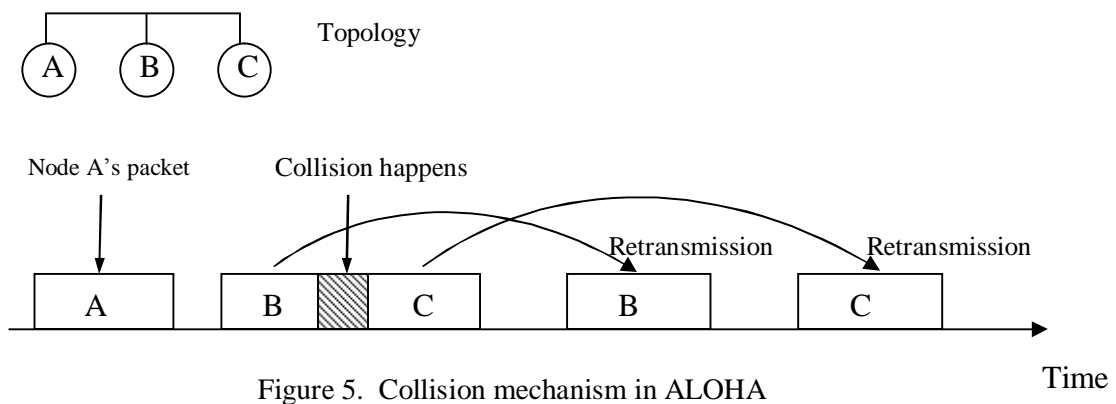 Topology
A B C
Node A’s packet
Collision happens
Retransmission
Retransmission
A B C B C
Time
Figure 5. Collision mechanism in ALOHA